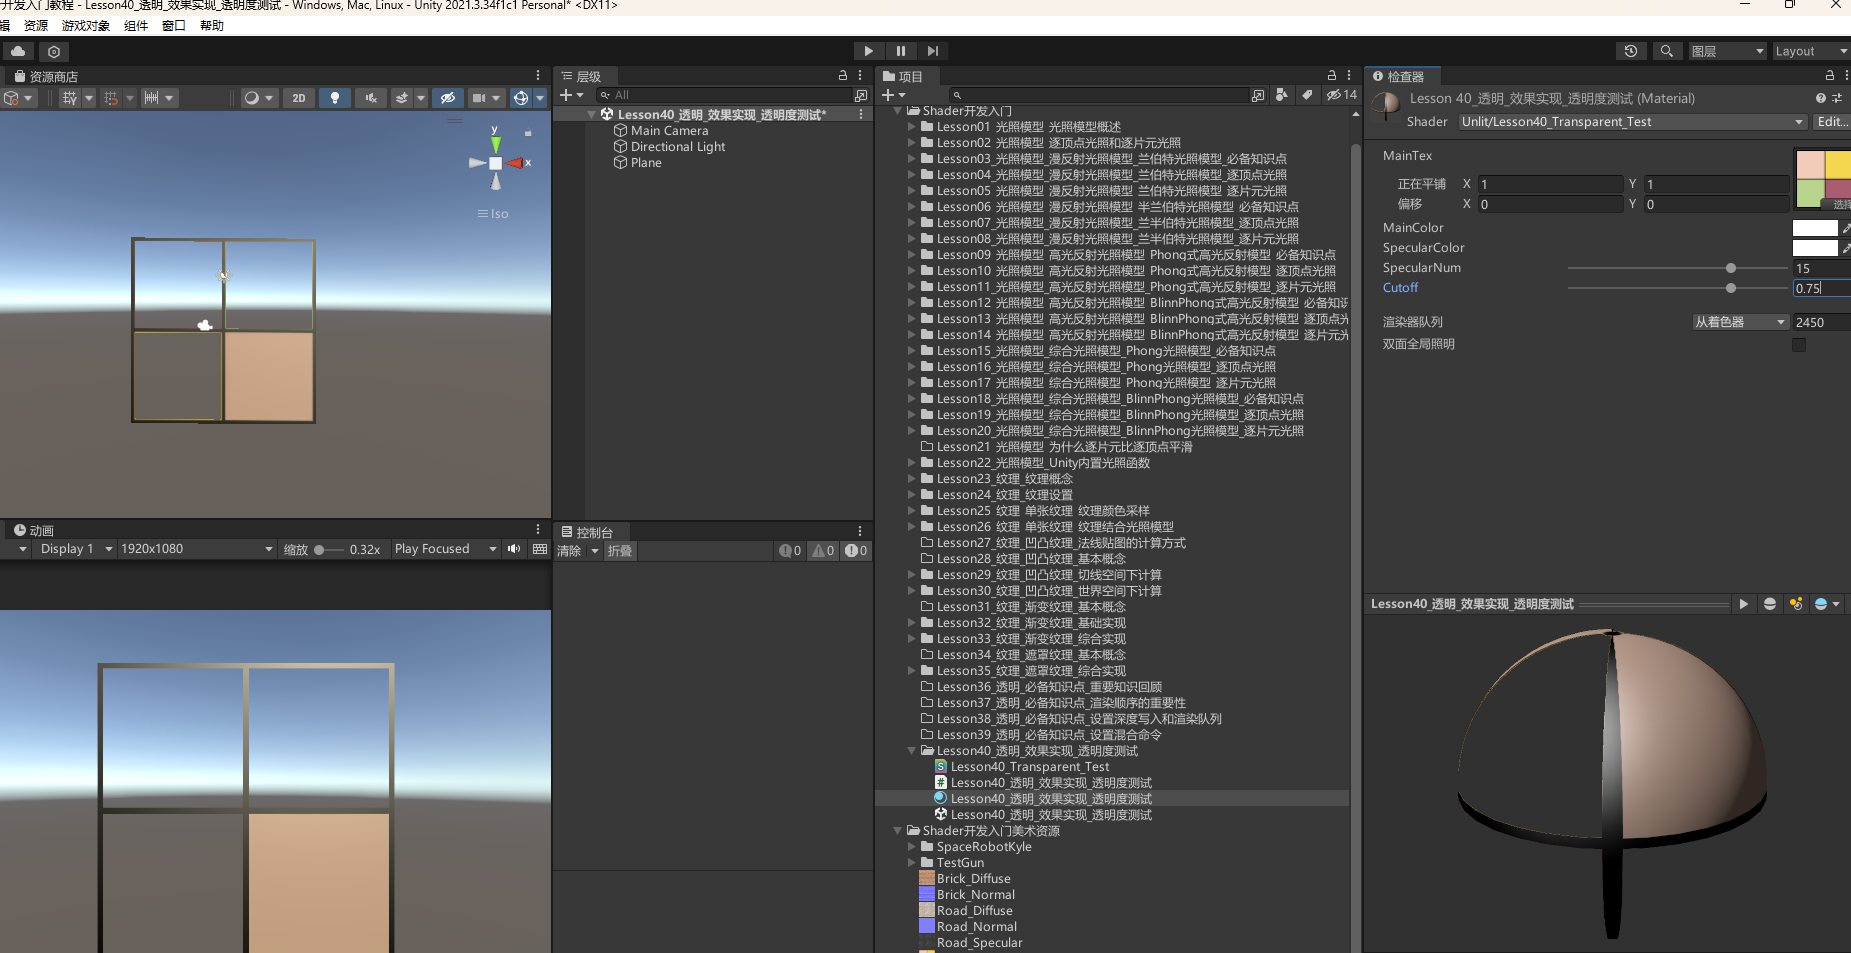 开发入门教程 - Lesson40_透明_效果实现_透明度测试 - Windows, Mac, Linux - Unity 2021.3.34f1c1 Personal* <DX11>
辑 资源 游戏对象 组件 窗口 帮助
图层 Layout
资源商店
2D
y
x
Iso
动画
Display 1 1920x1080 缩放 0.32x Play Focused
层级
All
Lesson40_透明_效果实现_透明度测试*
Main Camera
Directional Light
Plane
控制台
清除 折叠 0 0 0
项目
14
Shader开发入门
Lesson01_光照模型_光照模型概述
Lesson02_光照模型_逐顶点光照和逐片元光照
Lesson03_光照模型_漫反射光照模型_兰伯特光照模型_必备知识点
Lesson04_光照模型_漫反射光照模型_兰伯特光照模型_逐顶点光照
Lesson05_光照模型_漫反射光照模型_兰伯特光照模型_逐片元光照
Lesson06_光照模型_漫反射光照模型_半兰伯特光照模型_必备知识点
Lesson07_光照模型_漫反射光照模型_兰半伯特光照模型_逐顶点光照
Lesson08_光照模型_漫反射光照模型_兰半伯特光照模型_逐片元光照
Lesson09_光照模型_高光反射光照模型_Phong式高光反射模型_必备知识点
Lesson10_光照模型_高光反射光照模型_Phong式高光反射模型_逐顶点光照
Lesson11_光照模型_高光反射光照模型_Phong式高光反射模型_逐片元光照
Lesson12_光照模型_高光反射光照模型_BlinnPhong式高光反射模型_必备知识
Lesson13_光照模型_高光反射光照模型_BlinnPhong式高光反射模型_逐顶点光
Lesson14_光照模型_高光反射光照模型_BlinnPhong式高光反射模型_逐片元光
Lesson15_光照模型_综合光照模型_Phong光照模型_必备知识点
Lesson16_光照模型_综合光照模型_Phong光照模型_逐顶点光照
Lesson17_光照模型_综合光照模型_Phong光照模型_逐片元光照
Lesson18_光照模型_综合光照模型_BlinnPhong光照模型_必备知识点
Lesson19_光照模型_综合光照模型_BlinnPhong光照模型_逐顶点光照
Lesson20_光照模型_综合光照模型_BlinnPhong光照模型_逐片元光照
Lesson21_光照模型_为什么逐片元比逐顶点平滑
Lesson22_光照模型_Unity内置光照函数
Lesson23_纹理_纹理概念
Lesson24_纹理_纹理设置
Lesson25_纹理_单张纹理_纹理颜色采样
Lesson26_纹理_单张纹理_纹理结合光照模型
Lesson27_纹理_凹凸纹理_法线贴图的计算方式
Lesson28_纹理_凹凸纹理_基本概念
Lesson29_纹理_凹凸纹理_切线空间下计算
Lesson30_纹理_凹凸纹理_世界空间下计算
Lesson31_纹理_渐变纹理_基本概念
Lesson32_纹理_渐变纹理_基础实现
Lesson33_纹理_渐变纹理_综合实现
Lesson34_纹理_遮罩纹理_基本概念
Lesson35_纹理_遮罩纹理_综合实现
Lesson36_透明_必备知识点_重要知识回顾
Lesson37_透明_必备知识点_渲染顺序的重要性
Lesson38_透明_必备知识点_设置深度写入和渲染队列
Lesson39_透明_必备知识点_设置混合命令
Lesson40_透明_效果实现_透明度测试
Lesson40_Transparent_Test
Lesson40_透明_效果实现_透明度测试
Lesson40_透明_效果实现_透明度测试
Lesson40_透明_效果实现_透明度测试
Shader开发入门美术资源
SpaceRobotKyle
TestGun
Brick_Diffuse
Brick_Normal
Road_Diffuse
Road_Normal
Road_Specular
检查器
Lesson 40_透明_效果实现_透明度测试 (Material)
Shader Unlit/Lesson40_Transparent_Test Edit...
MainTex
正在平铺 X 1 Y 1
偏移 X 0 Y 0
选择
MainColor
SpecularColor
SpecularNum 15
Cutoff 0.75
渲染器队列 从着色器 2450
双面全局照明
Lesson40_透明_效果实现_透明度测试